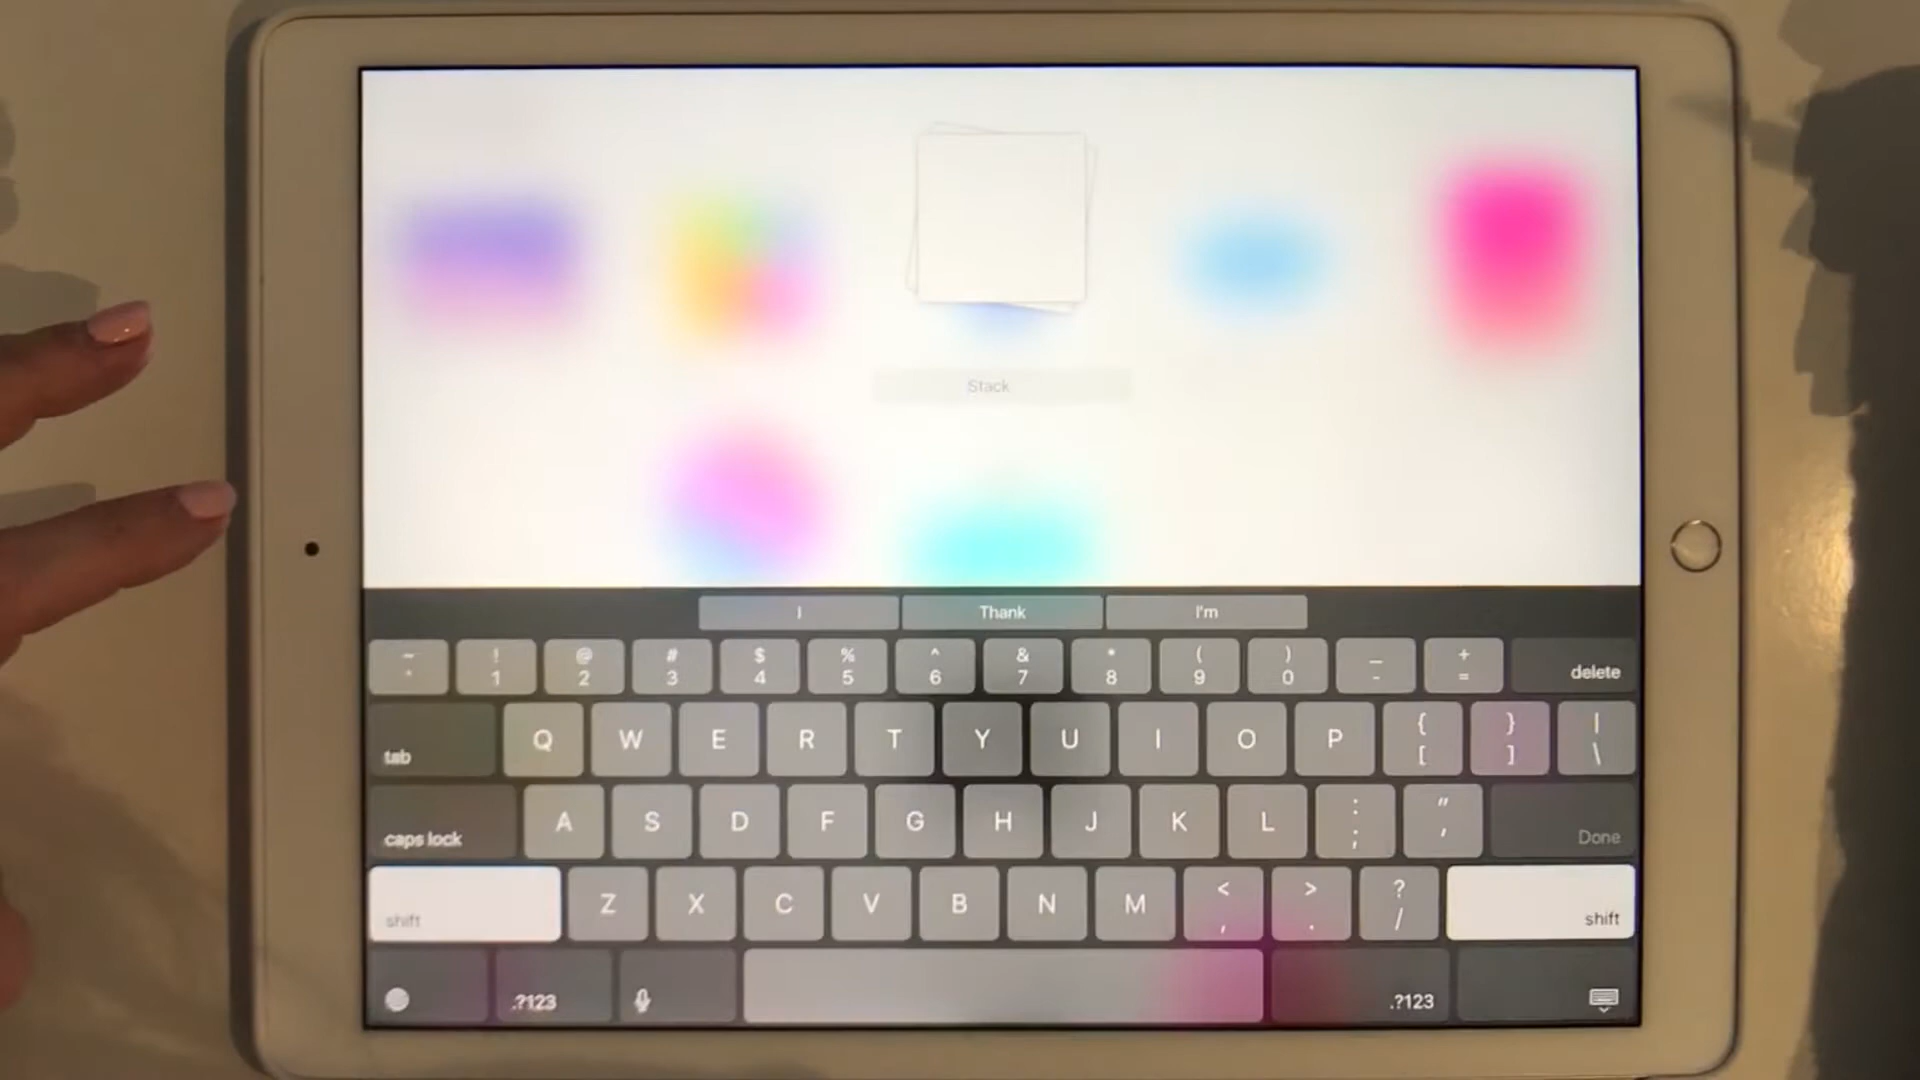 Stack
I Thank I'm
~ ! @ # $ % ^ & * ( ) _ +
` 1 2 3 4 5 6 7 8 9 0 - = delete
tab Q W E R T Y U I O P { [ } ] | \
caps lock A S D F G H J K L : ; " ' Done
shift Z X C V B N M < , > . ? / shift
.?123 .?123